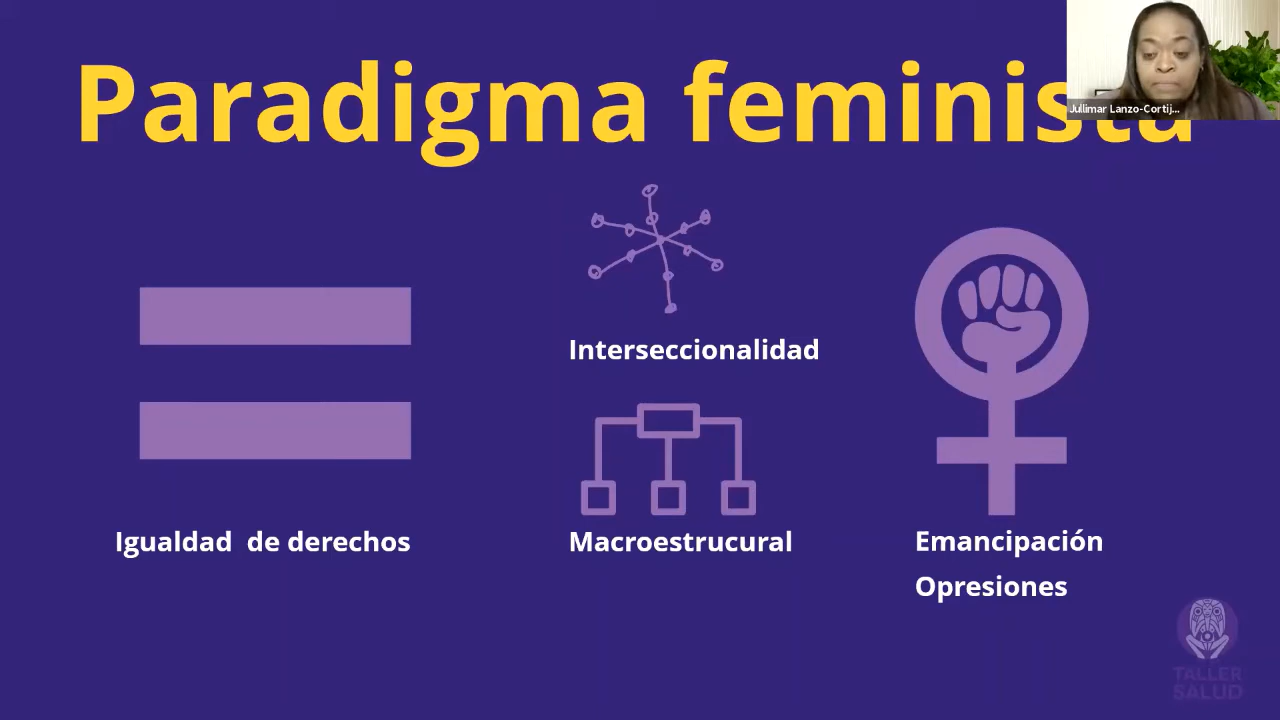 Paradigma feminista
Jullimar Lanzo-Cortij...
Interseccionalidad
Igualdad de derechos
Macroestrucural
Emancipación
Opresiones
TALLER
SALUD